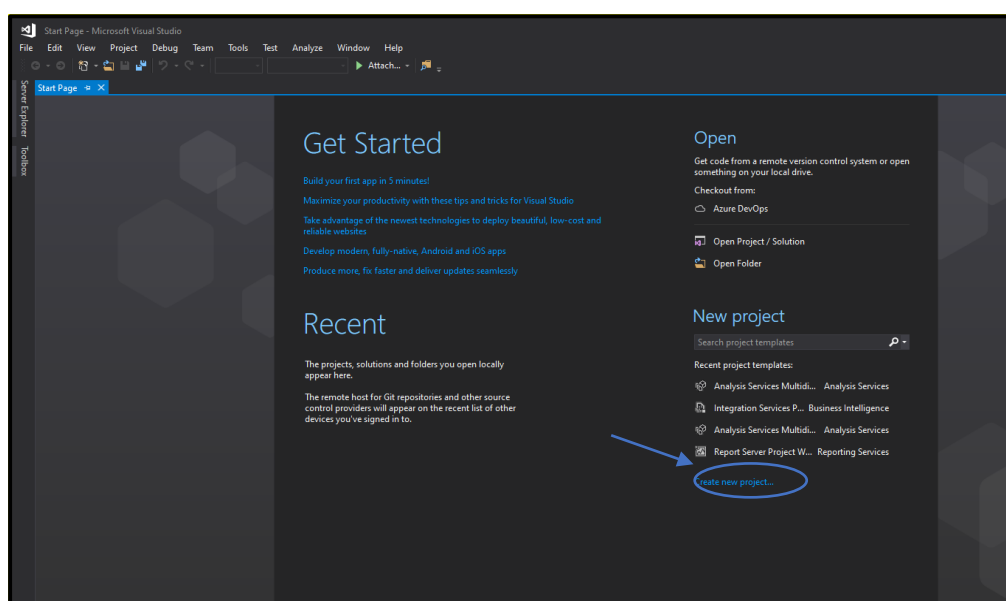 Start Page - Microsoft Visual Studio
File Edit View Project Debug Team Tools Test Analyze Window Help
Attach...
Server Explorer
Toolbox
Start Page
Get Started
Build your first app in 5 minutes!
Maximize your productivity with these tips and tricks for Visual Studio
Take advantage of the newest technologies to deploy beautiful, low-cost and
reliable websites
Develop modern, fully-native, Android and iOS apps
Produce more, fix faster and deliver updates seamlessly
Recent
The projects, solutions and folders you open locally
appear here.
The remote host for Git repositories and other source
control providers will appear on the recent list of other
devices you've signed in to.
Open
Get code from a remote version control system or open
something on your local drive.
Checkout from:
Azure DevOps
Open Project / Solution
Open Folder
New project
Search project templates
Recent project templates:
Analysis Services Multidi... Analysis Services
Integration Services P... Business Intelligence
Analysis Services Multidi... Analysis Services
Report Server Project W... Reporting Services
Create new project...